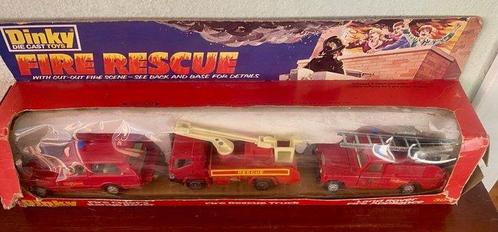 Dinky
DIE CAST TOYS
FIRE RESCUE
WITH CUT-OUT FIRE SCENE - SEE BACK AND BASE FOR DETAILS
RESCUE
Dinky
Fire Rescue Truck